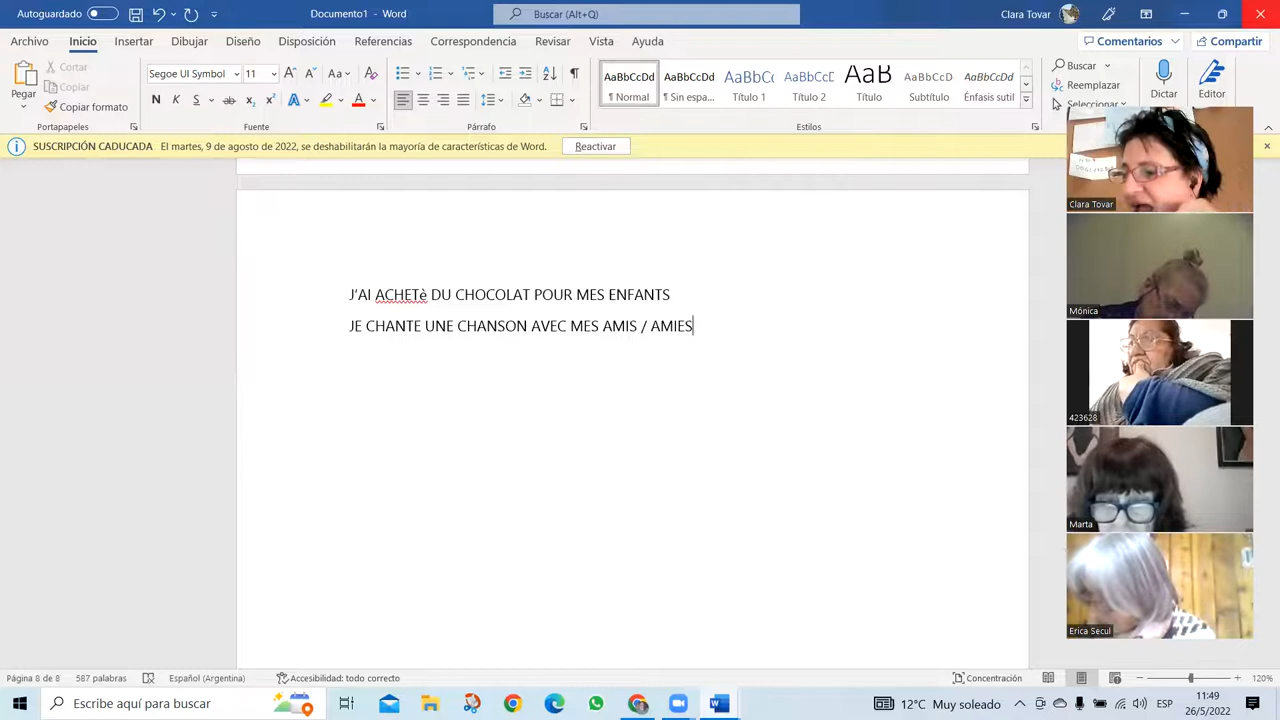 Autoguardado
Documento1 - Word
Buscar (Alt+Q)
Clara Tovar
Archivo Inicio Insertar Dibujar Diseño Disposición Referencias Correspondencia Revisar Vista Ayuda
Comentarios Compartir
Pegar
Cortar
Copiar
Copiar formato
Portapapeles
Segoe UI Symbol 11
N K S ab x₂ x²
Fuente
Párrafo
AaBbCcDd
¶ Normal
AaBbCcDd
¶ Sin espa...
AaBbCc
Título 1
AaBbCcD
Título 2
AaB
Título
AaBbCcD
Subtítulo
AaBbCcDd
Énfasis sutil
Estilos
Buscar
Reemplazar
Seleccionar
Dictar
Editor
SUSCRIPCIÓN CADUCADA El martes, 9 de agosto de 2022, se deshabilitarán la mayoría de características de Word. Reactivar
J'AI ACHETè DU CHOCOLAT POUR MES ENFANTS
JE CHANTE UNE CHANSON AVEC MES AMIS / AMIES
Clara Tovar
Mónica
423628
Marta
Erica Secul
Página 8 de 8 587 palabras Español (Argentina) Accesibilidad: todo correcto Concentración 120%
Escribe aquí para buscar
12°C Muy soleado
ESP
11:49
26/5/2022